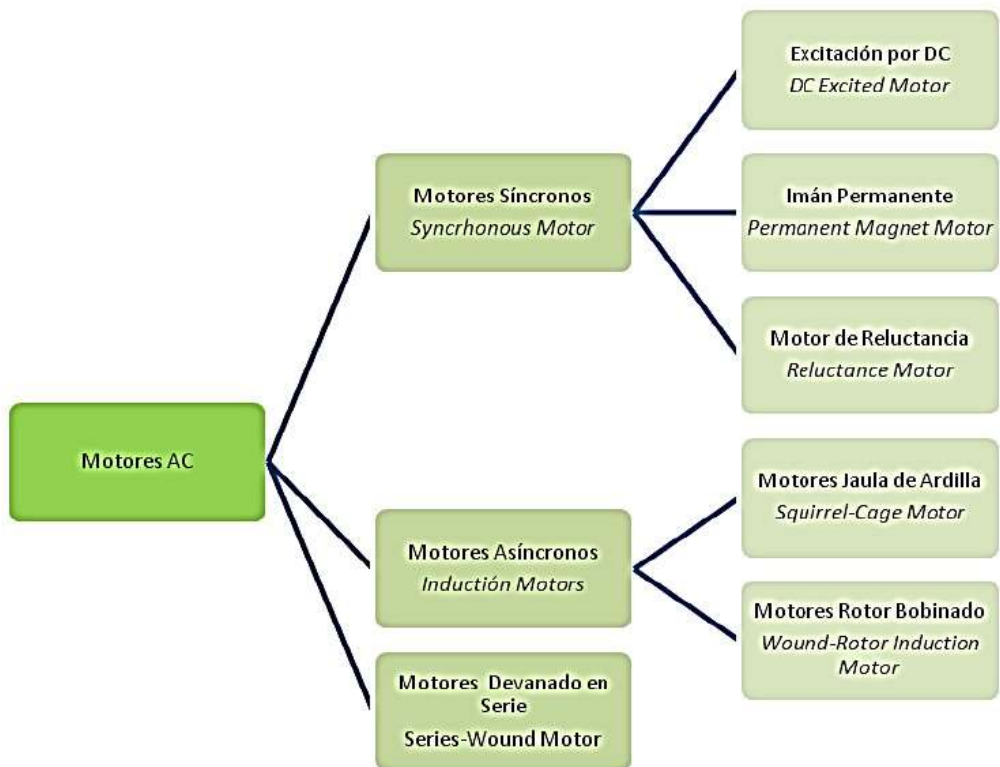 Motores AC
Motores Síncronos
Syncrhonous Motor
Excitación por DC
DC Excited Motor
Imán Permanente
Permanent Magnet Motor
Motor de Reluctancia
Reluctance Motor
Motores Asíncronos
Inductión Motors
Motores Jaula de Ardilla
Squirrel-Cage Motor
Motores Rotor Bobinado
Wound-Rotor Induction
Motor
Motores Devanado en
Serie
Series-Wound Motor